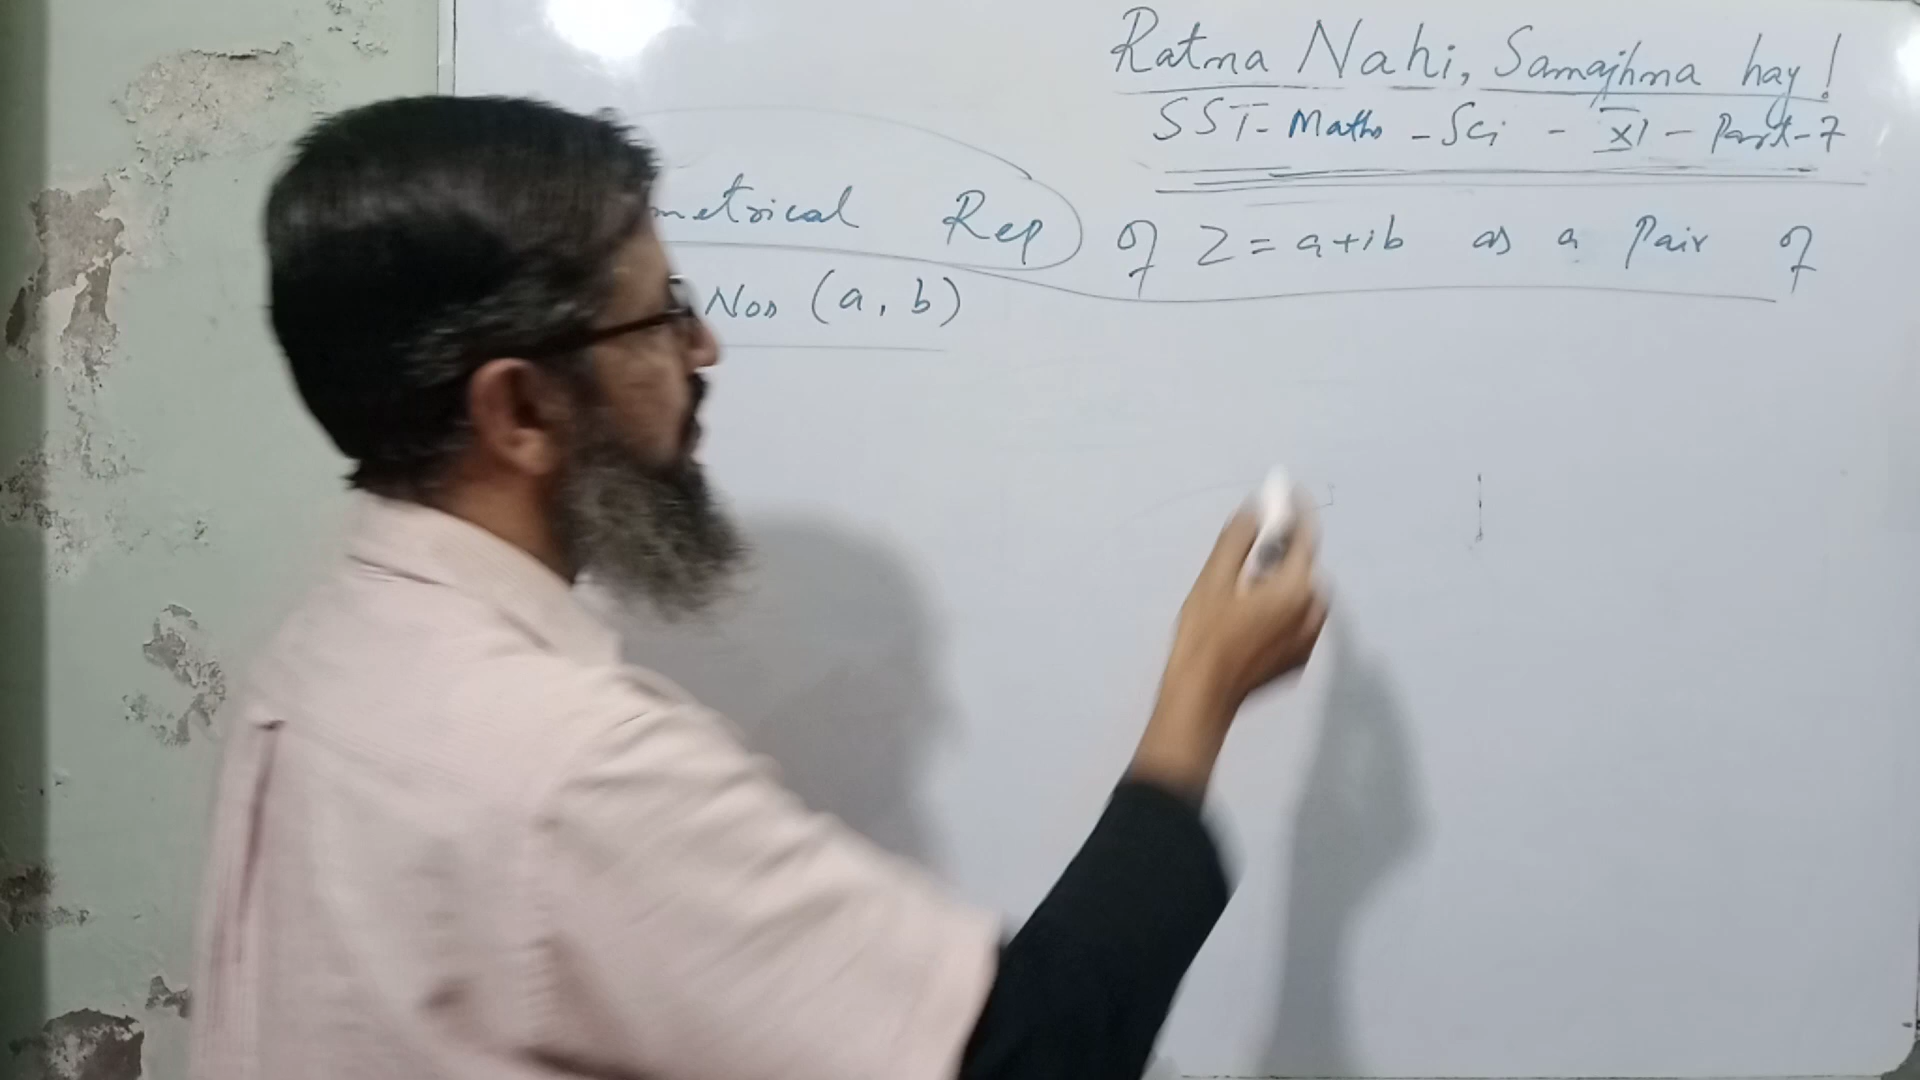 Ratna Nahi, Samajhna hay!
SST - Maths - Sci - XI - Part - 7
metrical Rep of Z = a+ib as a Pair of
Nos (a, b)